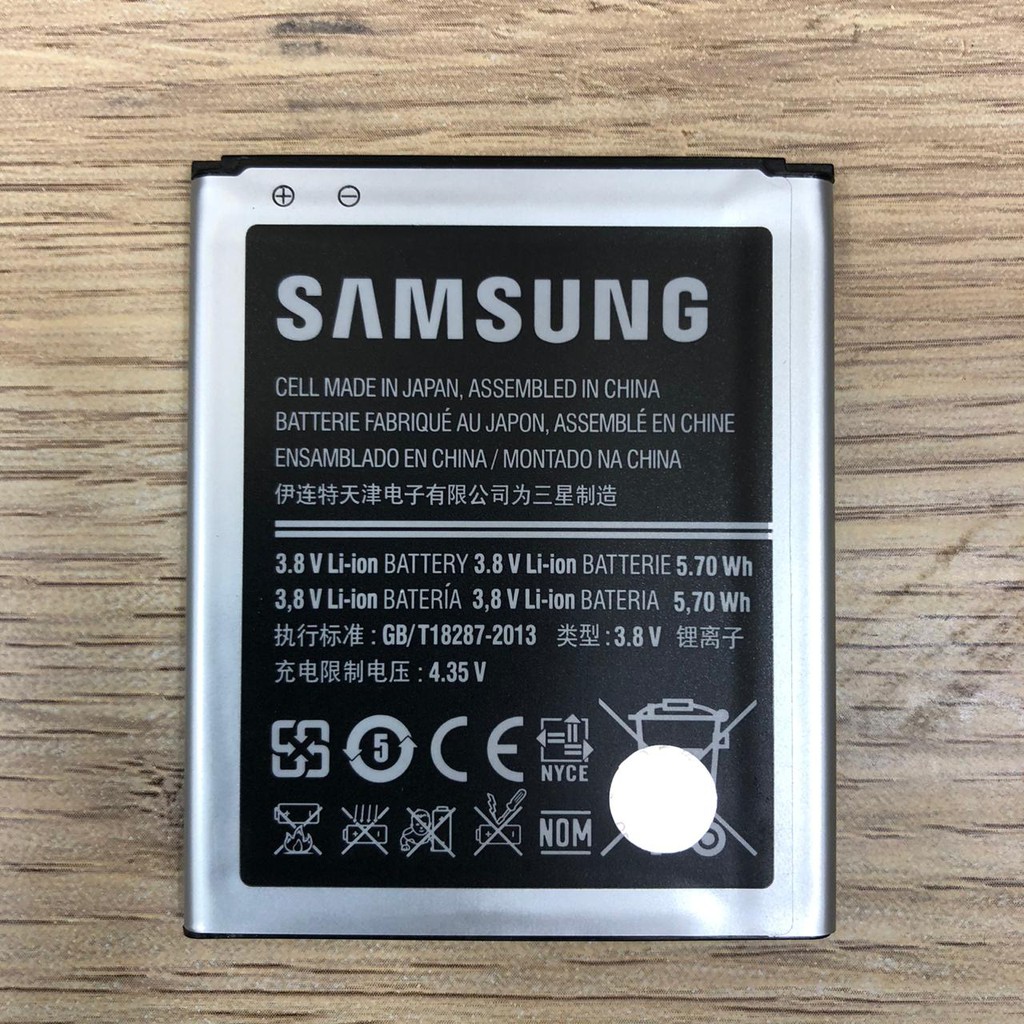 SAMSUNG
CELL MADE IN JAPAN, ASSEMBLED IN CHINA
BATTERIE FABRIQUÉ AU JAPON, ASSEMBLÉ EN CHINE
ENSAMBLADO EN CHINA / MONTADO NA CHINA
伊连特天津电子有限公司为三星制造
3.8 V Li-ion BATTERY 3.8 V Li-ion BATTERIE 5.70 Wh
3,8 V Li-ion BATERÍA 3,8 V Li-ion BATERIA 5,70 Wh
执行标准 : GB/T18287-2013 类型 : 3.8 V 锂离子
充电限制电压 : 4.35 V
5 CE NYCE
NOM